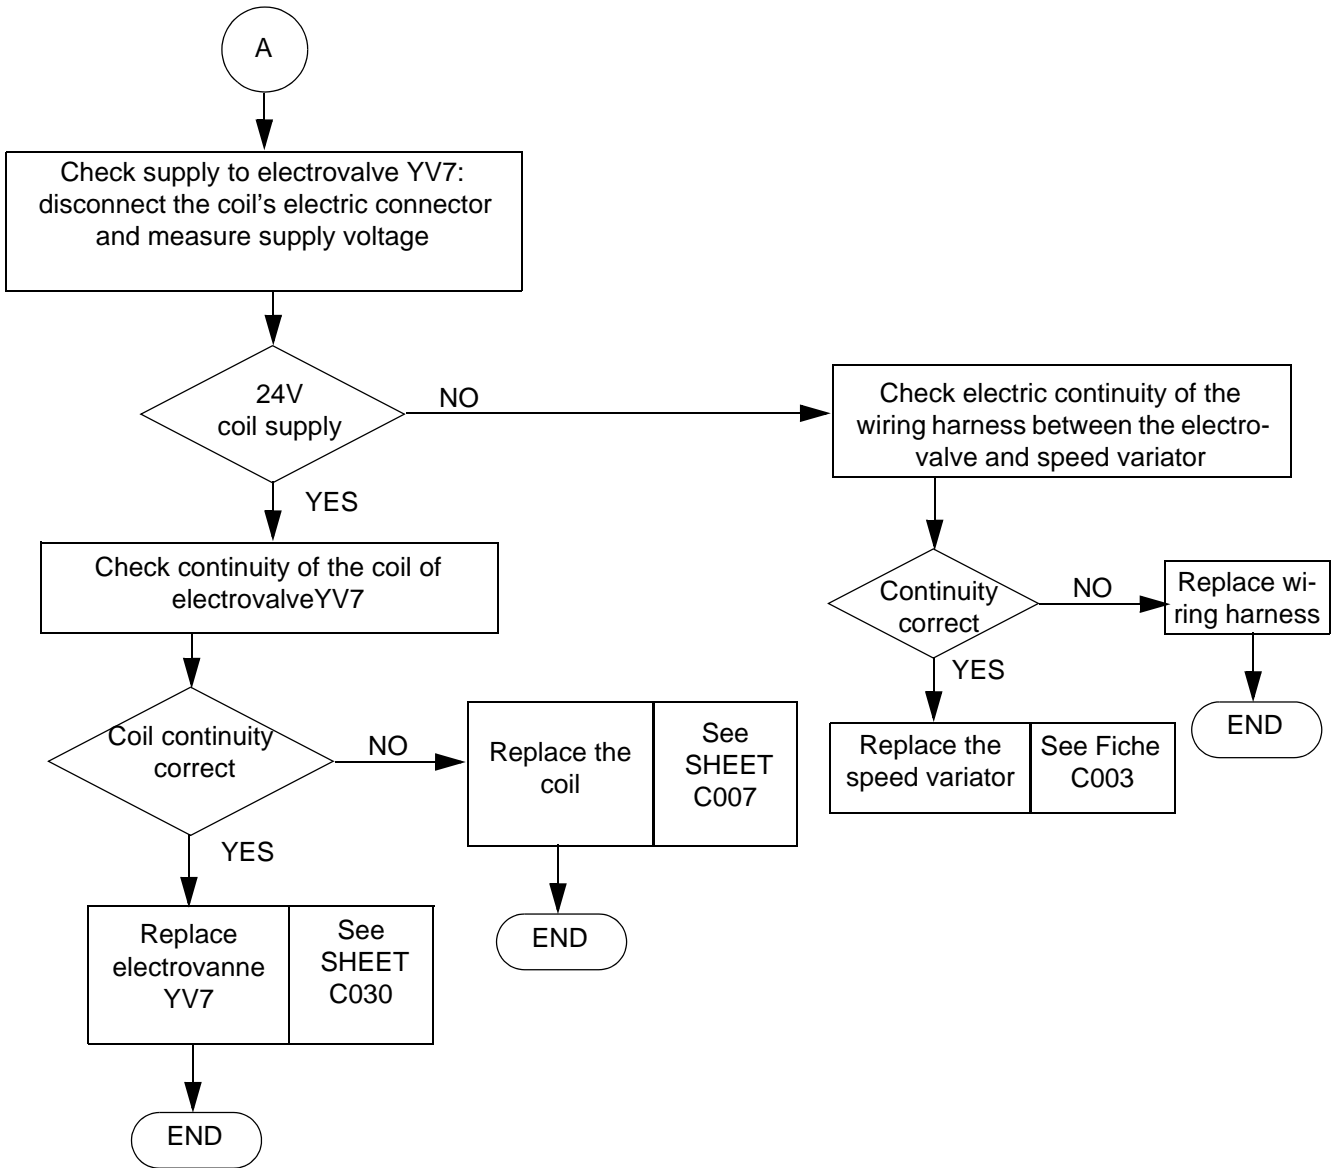 A
Check supply to electrovalve YV7:
disconnect the coil's electric connector
and measure supply voltage
24V
coil supply
NO
Check electric continuity of the
wiring harness between the electro-
valve and speed variator
YES
Check continuity of the coil of
electrovalveYV7
Continuity
correct
NO
Replace wi-
ring harness
YES
END
Coil continuity
correct
NO
Replace the
coil
See
SHEET
C007
Replace the
speed variator
See Fiche
C003
YES
Replace
electrovanne
YV7
See
SHEET
C030
END
END